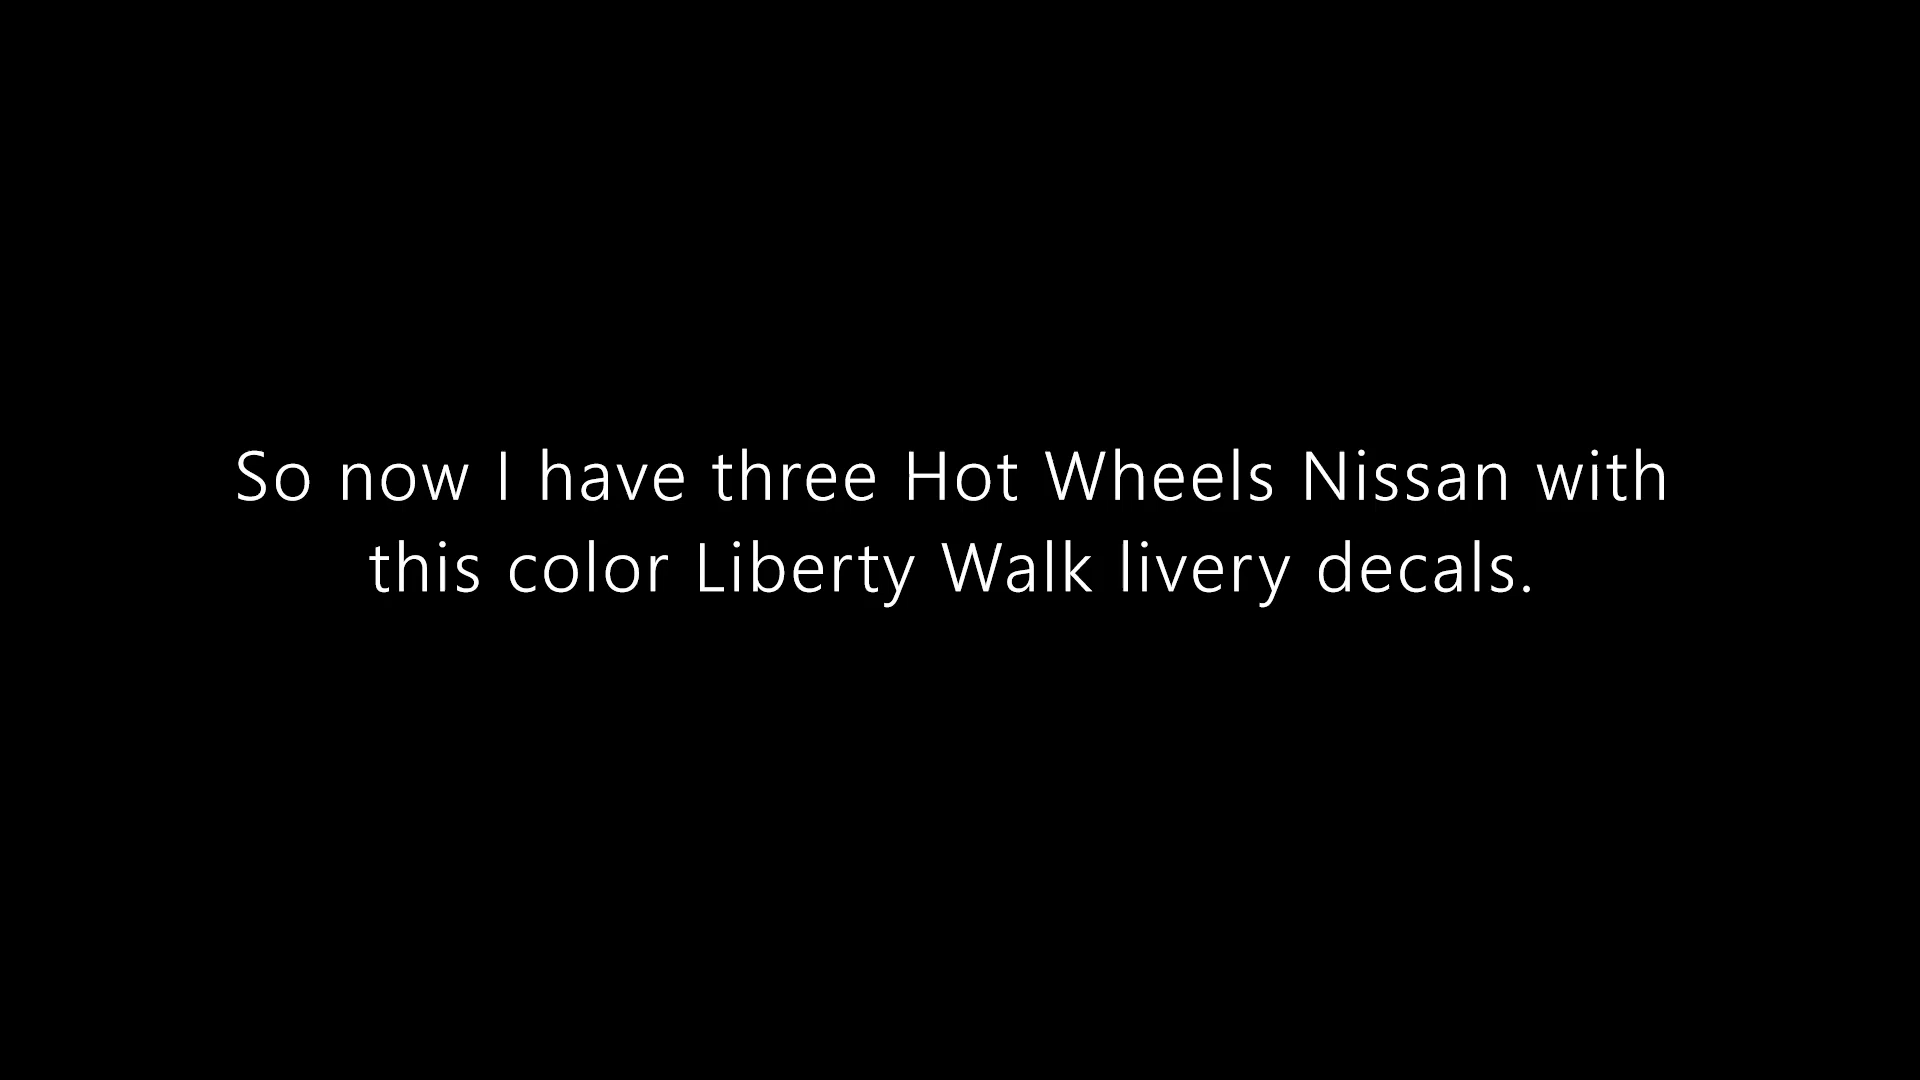 So now I have three Hot Wheels Nissan with
this color Liberty Walk livery decals.